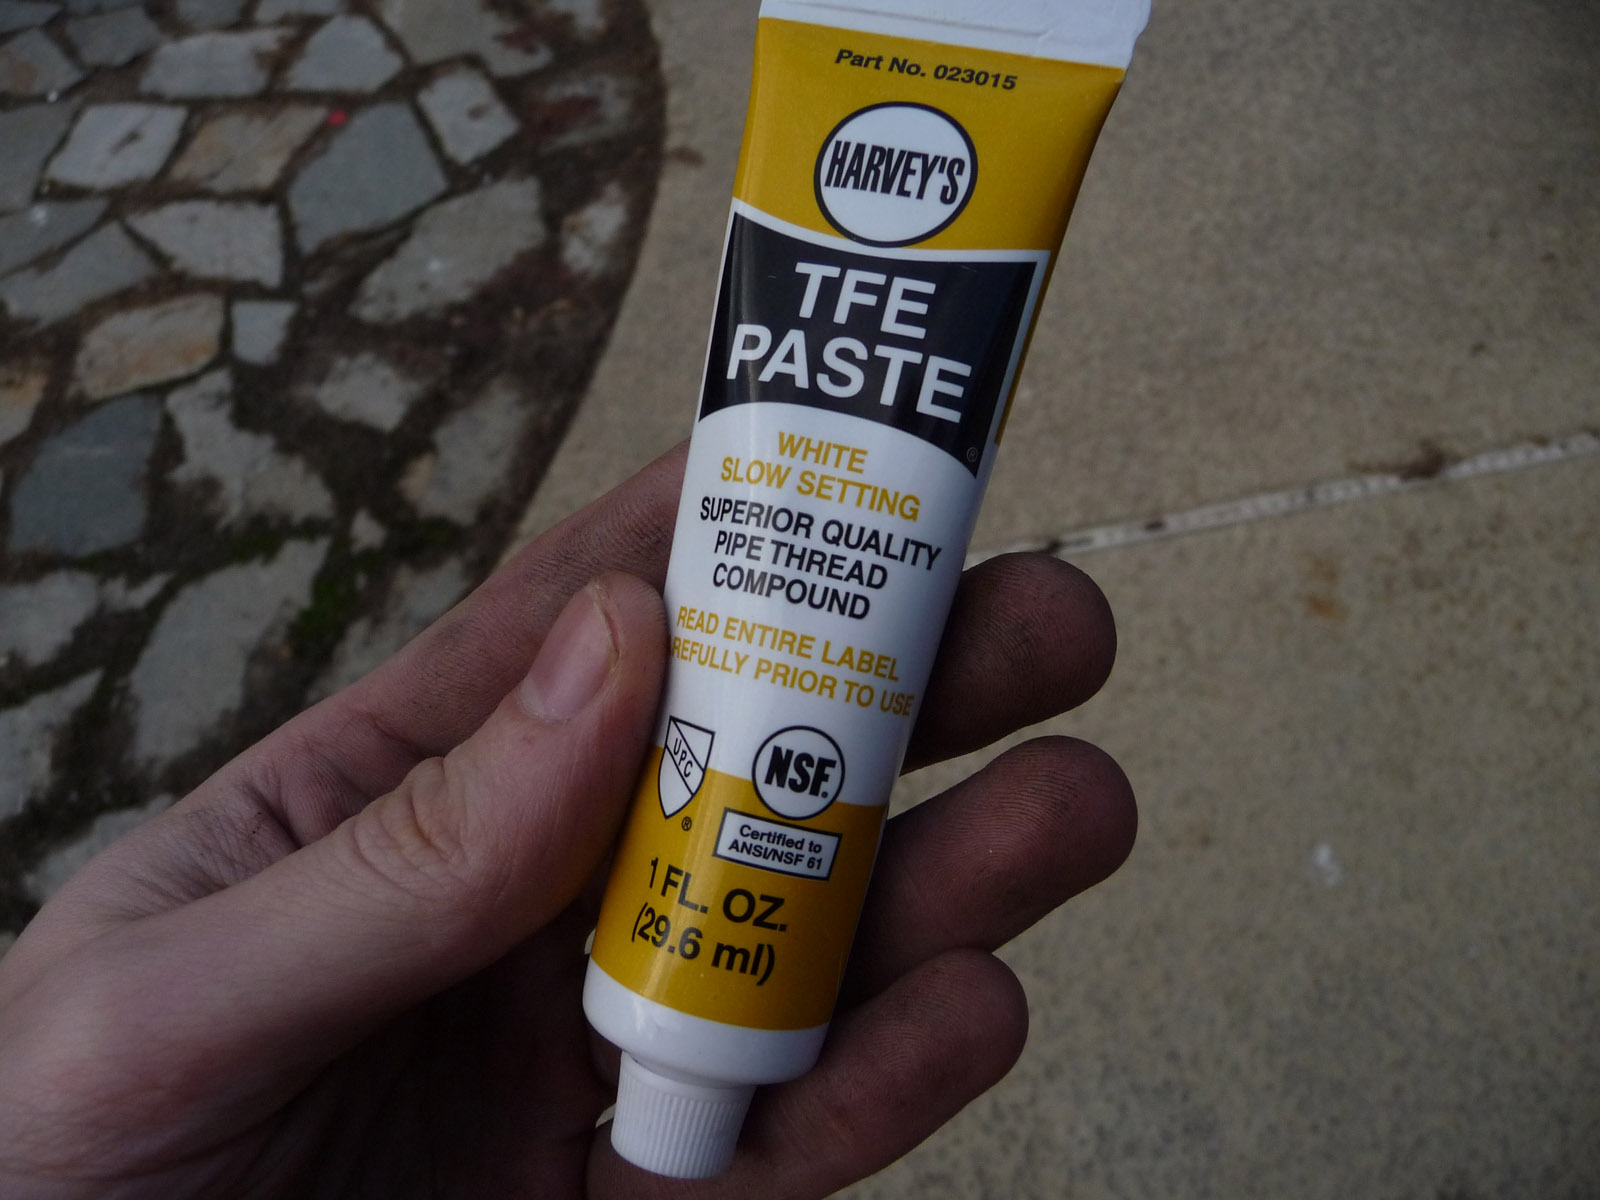 Part No. 023015
HARVEY'S
TFE
PASTE
®
WHITE
SLOW SETTING
SUPERIOR QUALITY
PIPE THREAD
COMPOUND
READ ENTIRE LABEL
REFULLY PRIOR TO USE
UPC
®
NSF.
Certified to
ANSI/NSF 61
1 FL. OZ.
(29.6 ml)